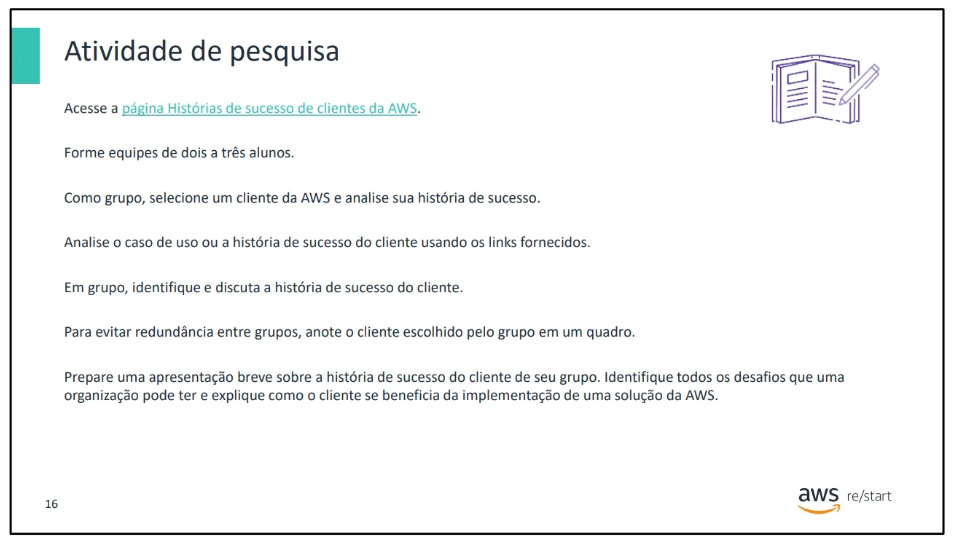 Atividade de pesquisa
Acesse a página Histórias de sucesso de clientes da AWS.
Forme equipes de dois a três alunos.
Como grupo, selecione um cliente da AWS e analise sua história de sucesso.
Analise o caso de uso ou a história de sucesso do cliente usando os links fornecidos.
Em grupo, identifique e discuta a história de sucesso do cliente.
Para evitar redundância entre grupos, anote o cliente escolhido pelo grupo em um quadro.
Prepare uma apresentação breve sobre a história de sucesso do cliente de seu grupo. Identifique todos os desafios que uma
organização pode ter e explique como o cliente se beneficia da implementação de uma solução da AWS.
16
aws re/start